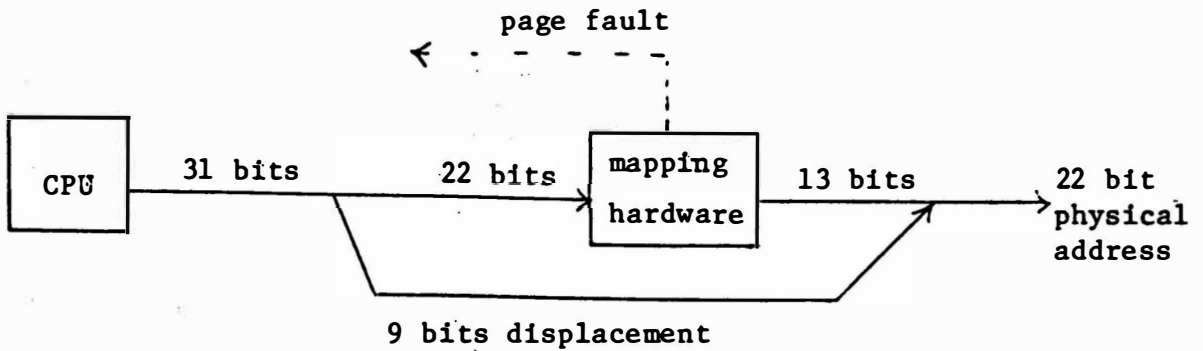 page fault
CPU
31 bits
22 bits
mapping
hardware
13 bits
22 bit
physical
address
9 bits displacement